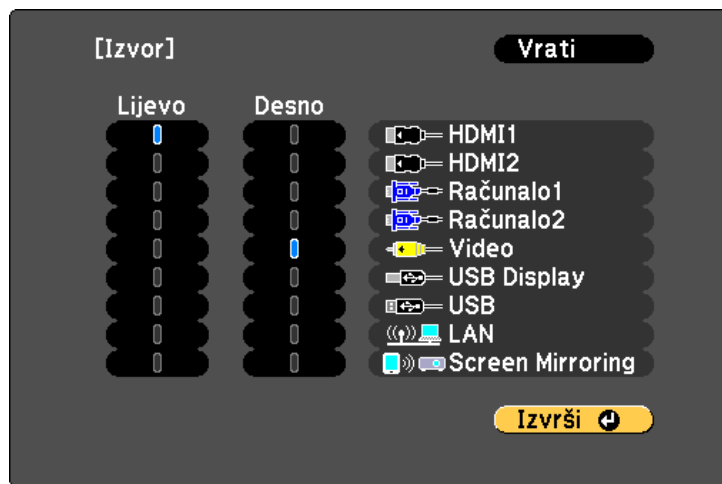 [Izvor] Vrati
Lijevo Desno
HDMI1
HDMI2
Računalo1
Računalo2
Video
USB Display
USB
LAN
Screen Mirroring
Izvrši